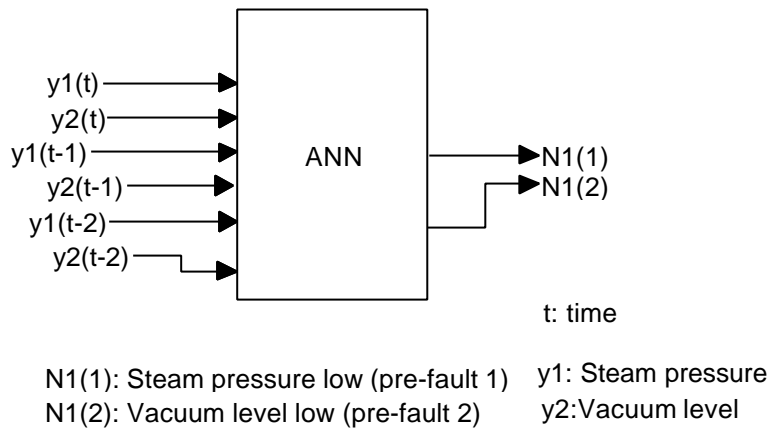 y1(t)
y2(t)
y1(t-1)
y2(t-1)
y1(t-2)
y2(t-2)
ANN
N1(1)
N1(2)
t: time
N1(1): Steam pressure low (pre-fault 1)
N1(2): Vacuum level low (pre-fault 2)
y1: Steam pressure
y2:Vacuum level